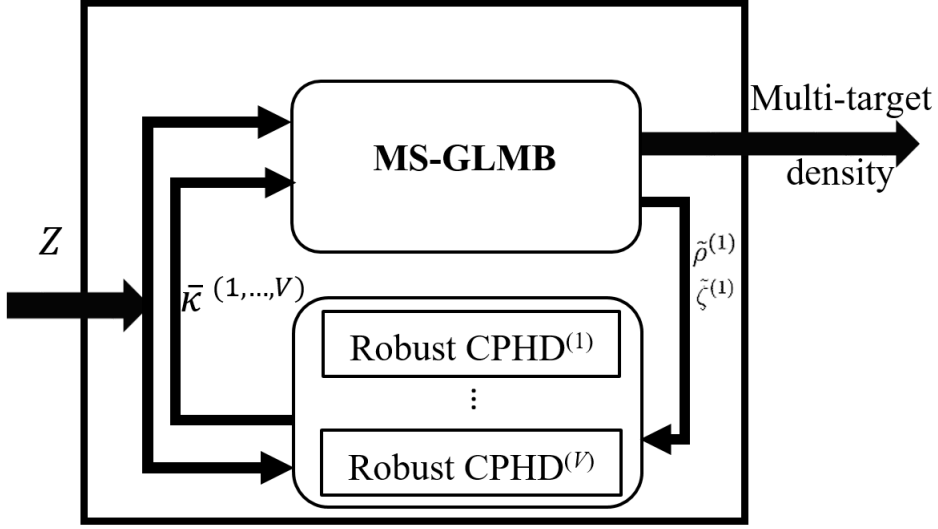 Multi-target
MS-GLMB
density
Z
ρ̃⁽¹⁾
κ̄ ⁽¹,…,ⱽ⁾
ζ̃⁽¹⁾
Robust CPHD⁽¹⁾
⋮
Robust CPHD⁽ⱽ⁾